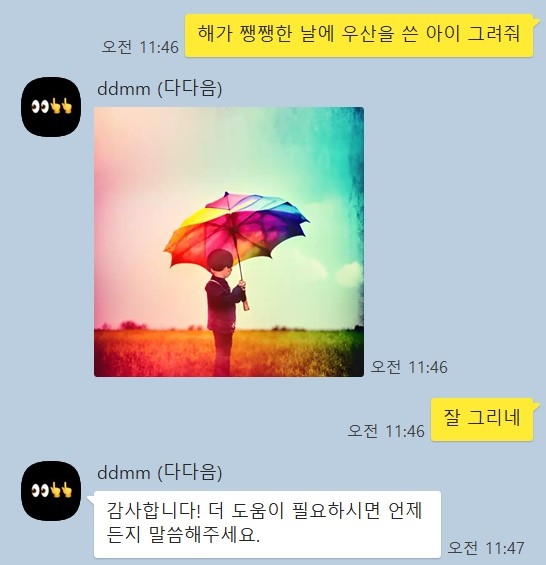 해가 쨍쨍한 날에 우산을 쓴 아이 그려줘
오전 11:46
ddmm (다다음)
오전 11:46
잘 그리네
오전 11:46
ddmm (다다음)
감사합니다! 더 도움이 필요하시면 언제
든지 말씀해주세요.
오전 11:47